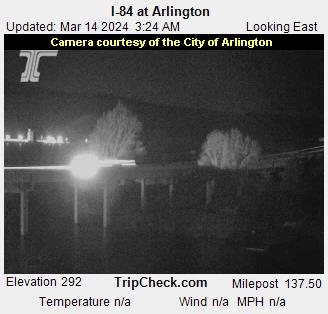 I-84 at Arlington
Updated: Mar 14 2024 3:24 AM Looking East
Camera courtesy of the City of Arlington
Elevation 292 TripCheck.com Milepost 137.50
Temperature n/a Wind n/a MPH n/a